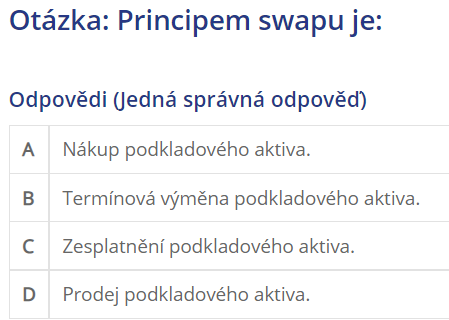 Otázka: Principem swapu je:
Odpovědi (Jedná správná odpověď)
A Nákup podkladového aktiva.
B Termínová výměna podkladového aktiva.
C Zesplatnění podkladového aktiva.
D Prodej podkladového aktiva.